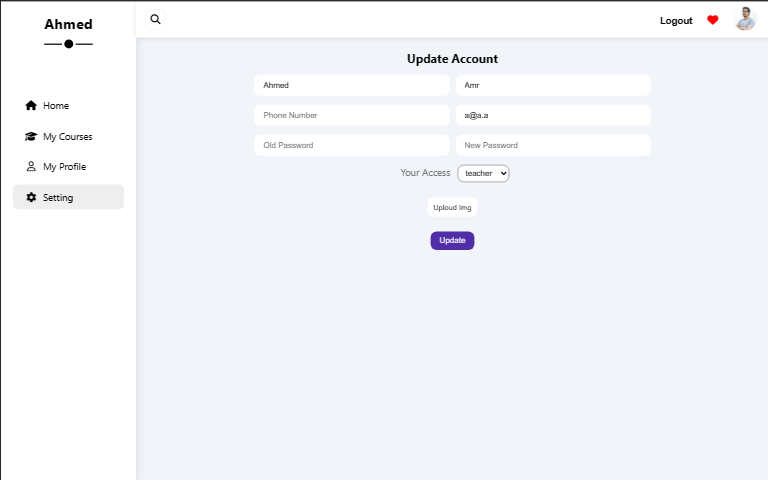 Ahmed
Home
My Courses
My Profile
Setting
Logout
Update Account
Ahmed Amr
Phone Number a@a.a
Old Password New Password
Your Access teacher
Uploud Img
Update